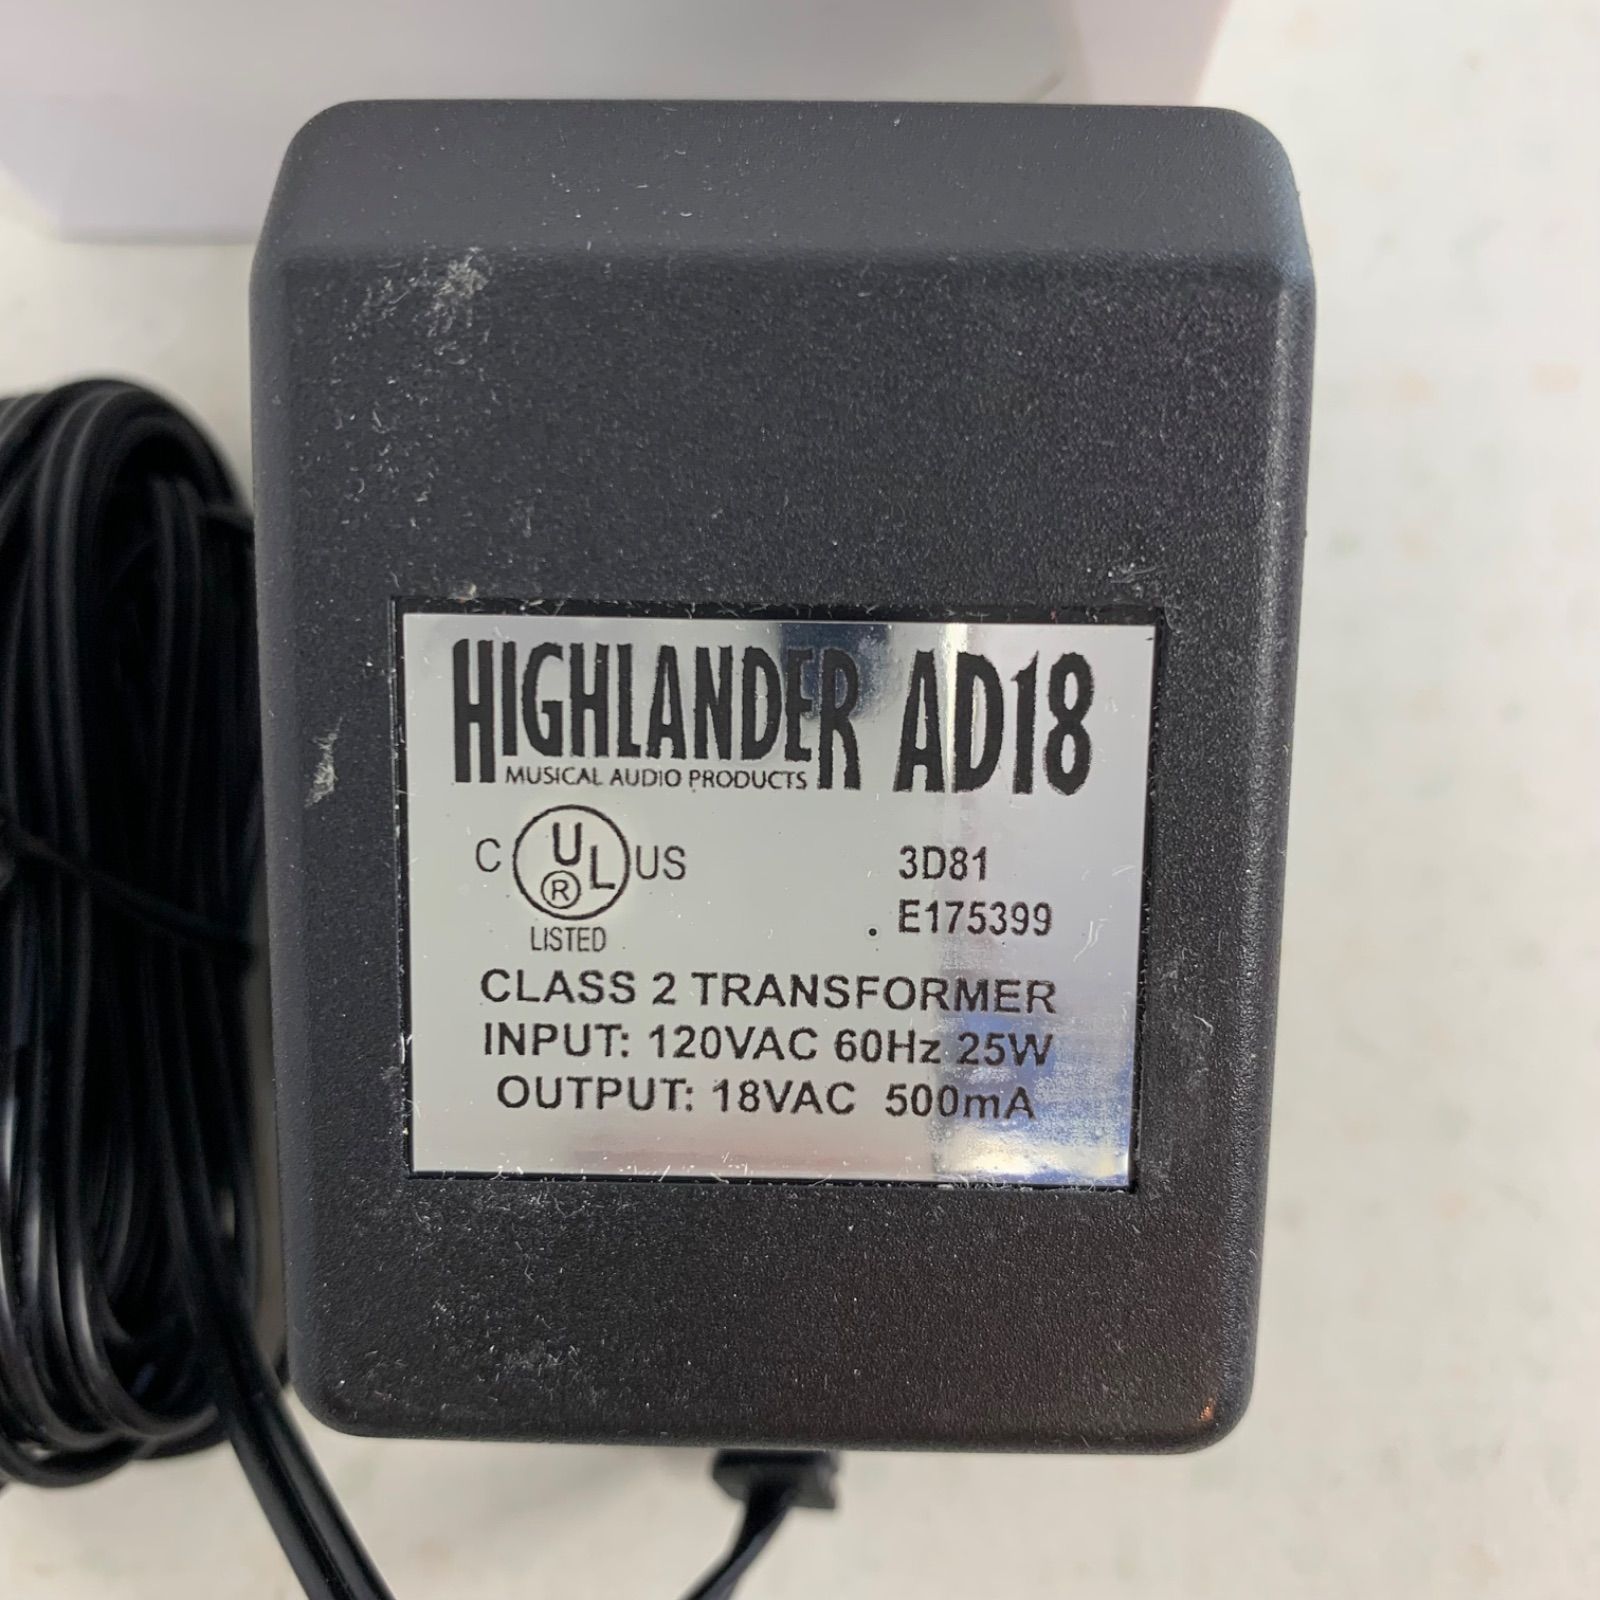 HIGHLANDER AD18
MUSICAL AUDIO PRODUCTS
C UL® US 3D81
LISTED E175399
CLASS 2 TRANSFORMER
INPUT: 120VAC 60Hz 25W
OUTPUT: 18VAC 500mA